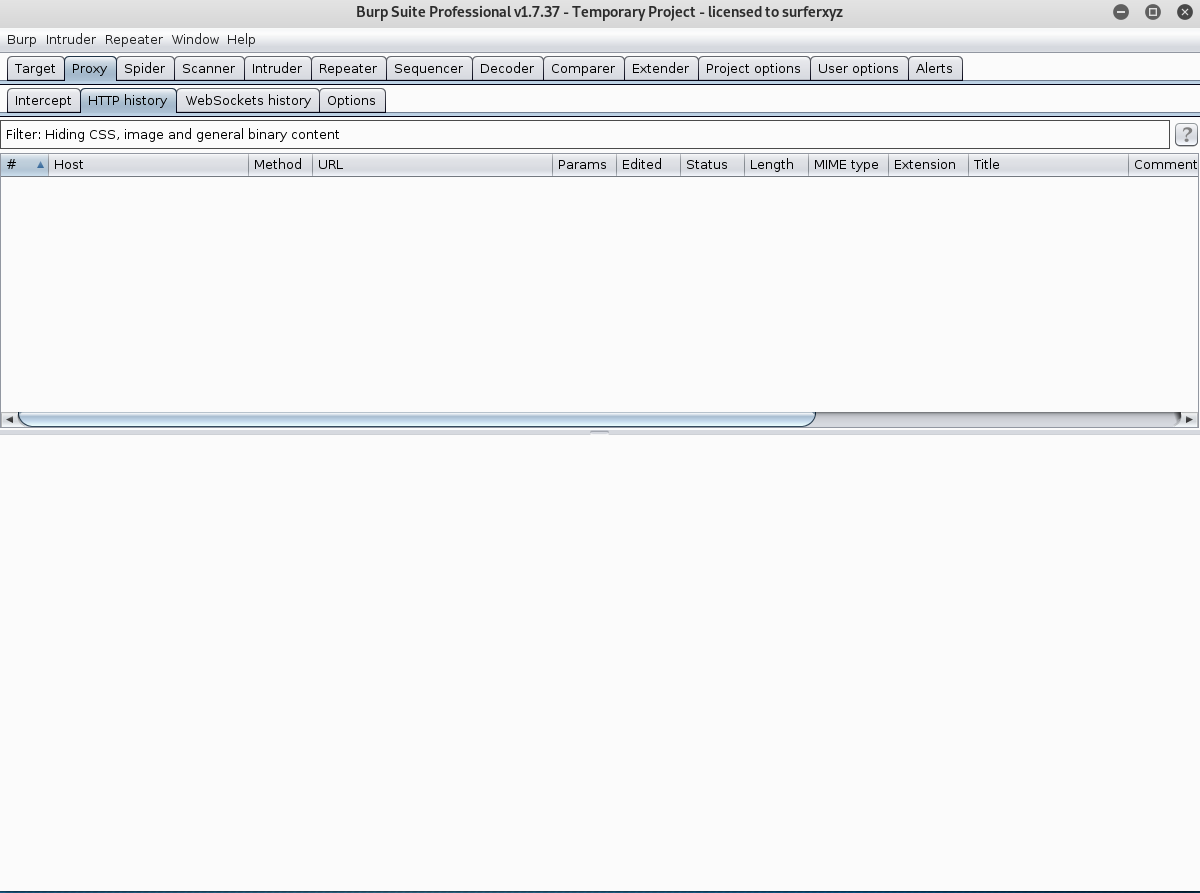 Burp Suite Professional v1.7.37 - Temporary Project - licensed to surferxyz
Burp Intruder Repeater Window Help
Target Proxy Spider Scanner Intruder Repeater Sequencer Decoder Comparer Extender Project options User options Alerts
Intercept HTTP history WebSockets history Options
Filter: Hiding CSS, image and general binary content ?
# Host Method URL Params Edited Status Length MIME type Extension Title Comment